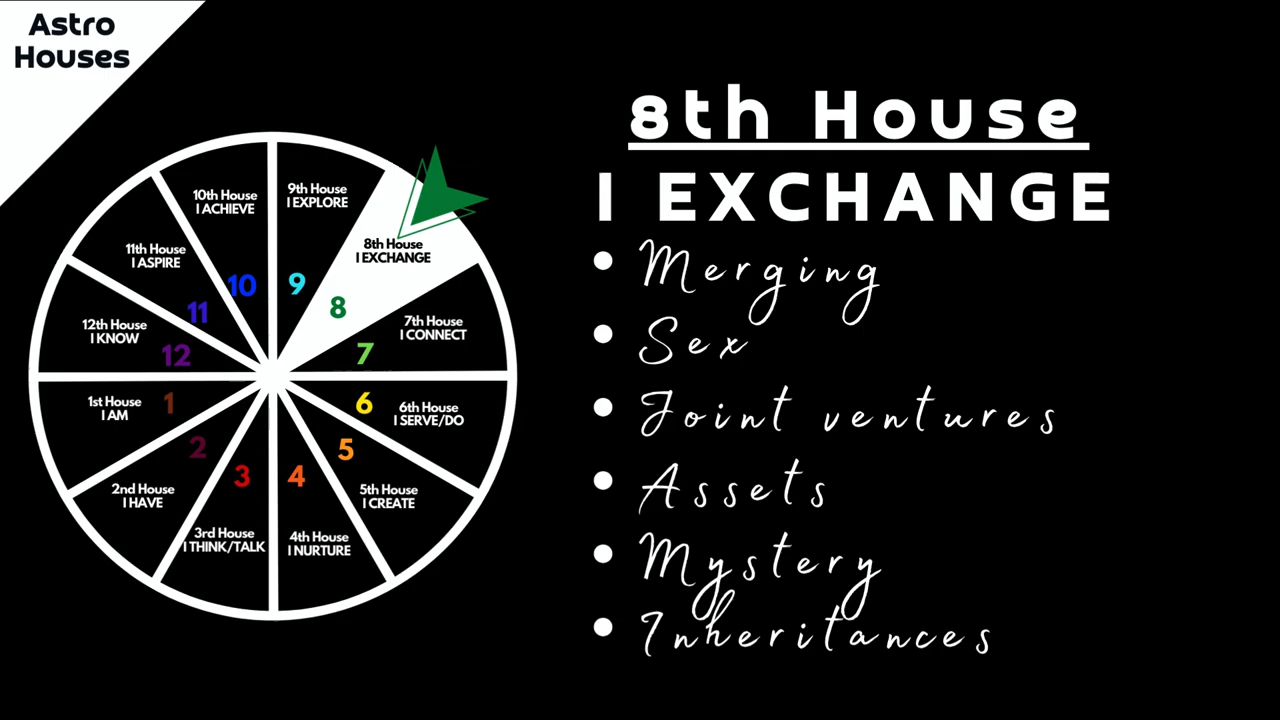 Astro
Houses
8th House
I EXCHANGE
• Merging
• Sex
• Joint ventures
• Assets
• Mystery
• Inheritances
10th House
I ACHIEVE
9th House
I EXPLORE
8th House
I EXCHANGE
11th House
I ASPIRE
10
9
8
11
12th House
I KNOW
12
7
7th House
I CONNECT
1st House
I AM
1
6
6th House
I SERVE/DO
2
3
4
5
2nd House
I HAVE
5th House
I CREATE
3rd House
I THINK/TALK
4th House
I NURTURE